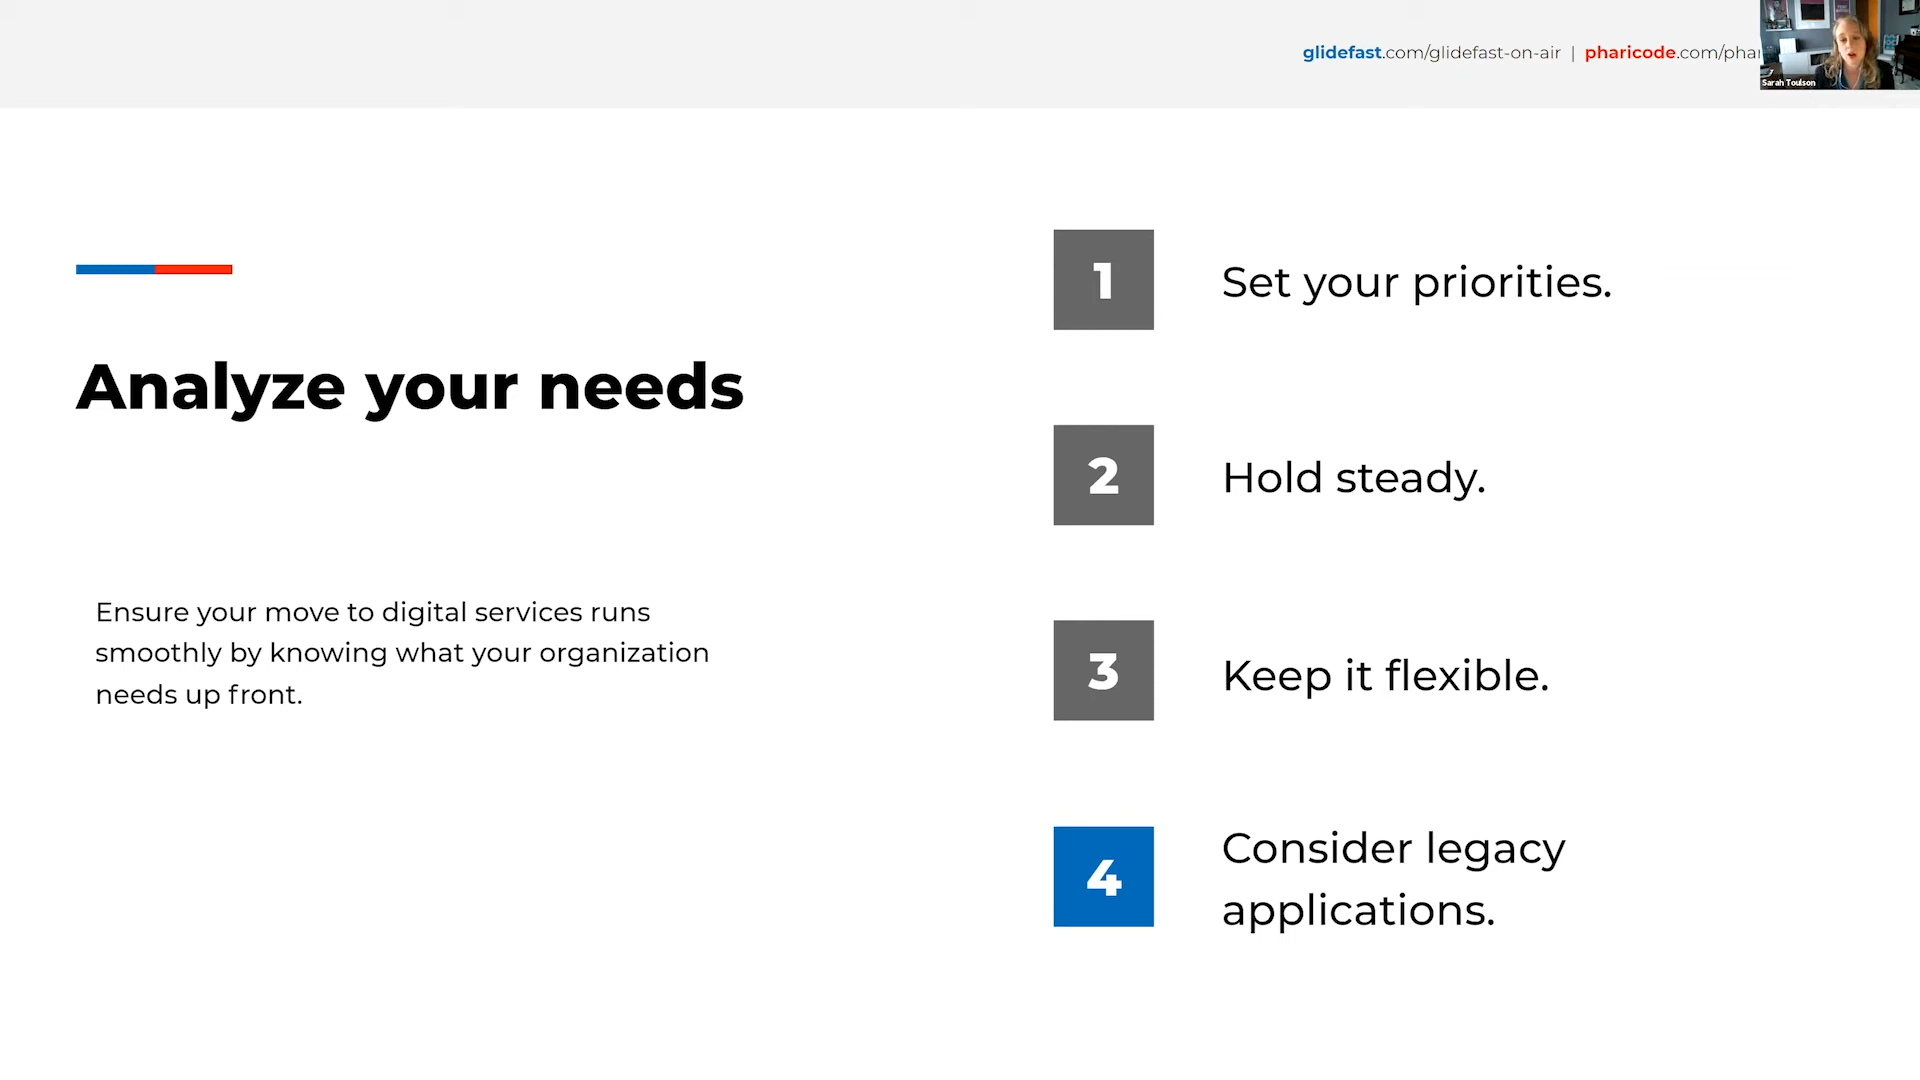 glidefast.com/glidefast-on-air | pharicode.com/phar
Sarah Toulson
Analyze your needs
Ensure your move to digital services runs
smoothly by knowing what your organization
needs up front.
1
Set your priorities.
2
Hold steady.
3
Keep it flexible.
4
Consider legacy
applications.